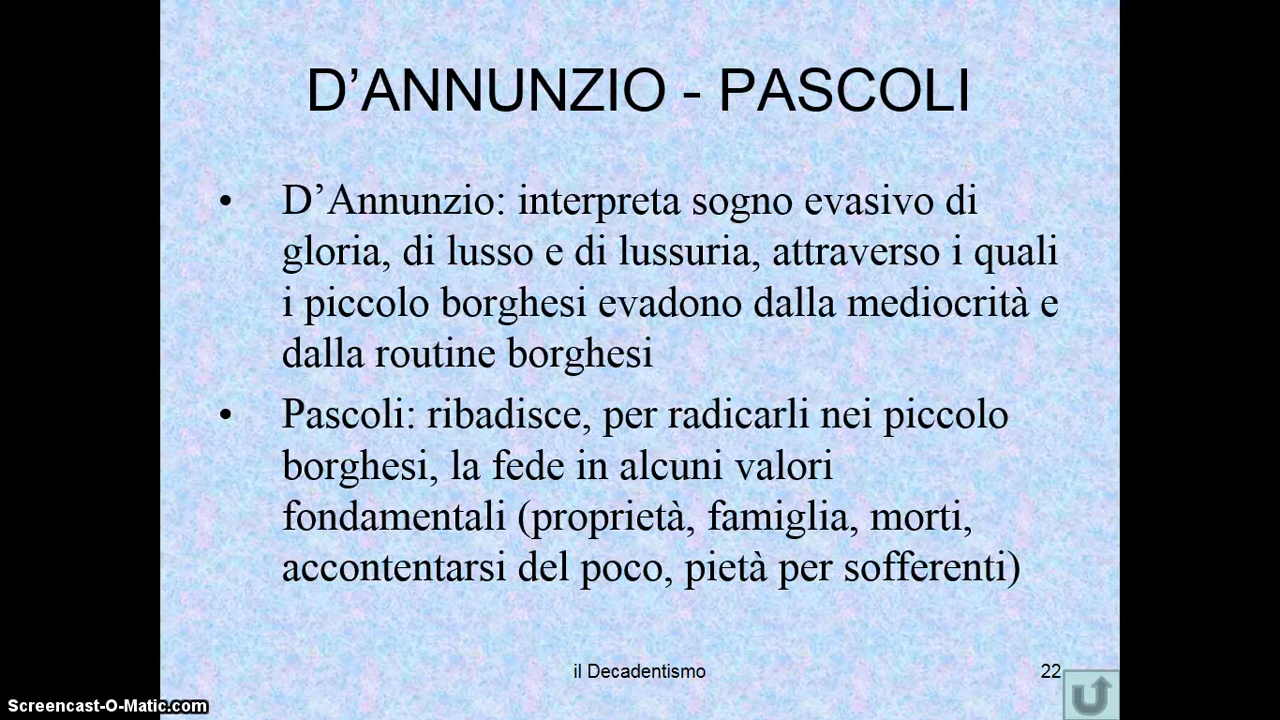 D’ANNUNZIO - PASCOLI
• D’Annunzio: interpreta sogno evasivo di
gloria, di lusso e di lussuria, attraverso i quali
i piccolo borghesi evadono dalla mediocrità e
dalla routine borghesi
• Pascoli: ribadisce, per radicarli nei piccolo
borghesi, la fede in alcuni valori
fondamentali (proprietà, famiglia, morti,
accontentarsi del poco, pietà per sofferenti)
il Decadentismo
22
Screencast-O-Matic.com